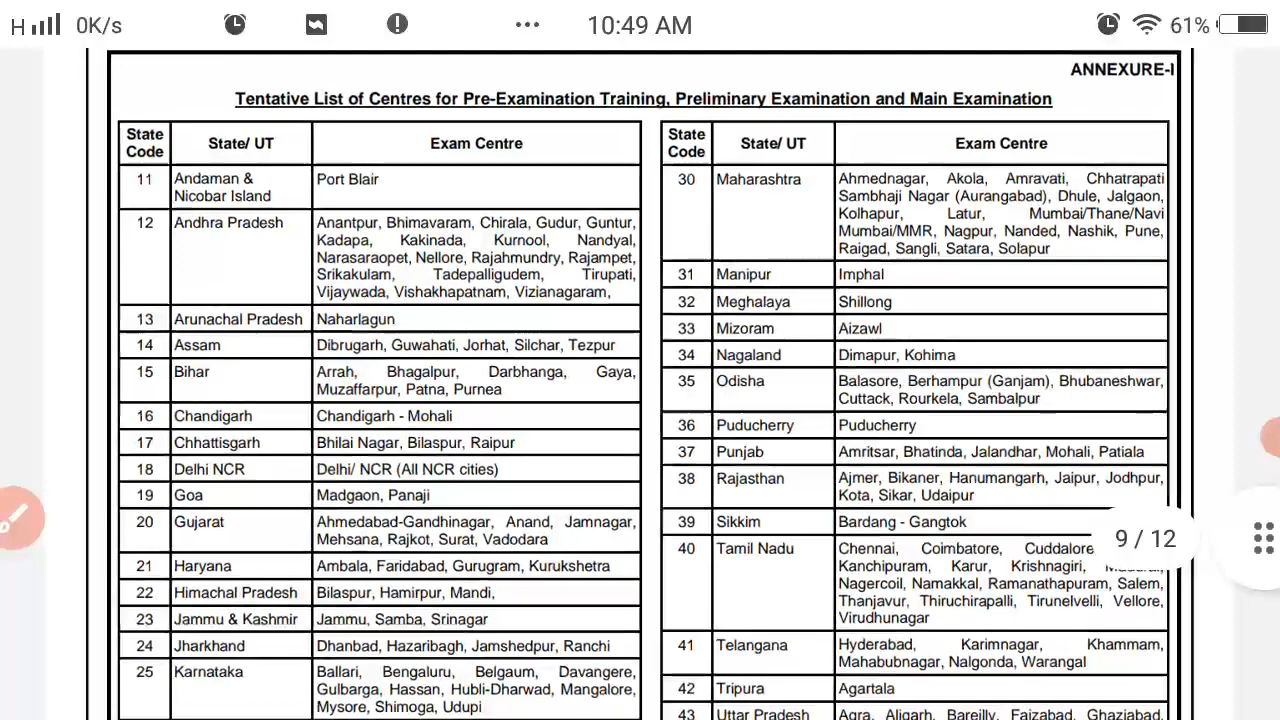 H 0K/s ••• 10:49 AM 61%
ANNEXURE-I
Tentative List of Centres for Pre-Examination Training, Preliminary Examination and Main Examination
State Code State/ UT Exam Centre
11 Andaman & Nicobar Island Port Blair
12 Andhra Pradesh Anantpur, Bhimavaram, Chirala, Gudur, Guntur,
Kadapa, Kakinada, Kurnool, Nandyal,
Narasaraopet, Nellore, Rajahmundry, Rajampet,
Srikakulam, Tadepalligudem, Tirupati,
Vijaywada, Vishakhapatnam, Vizianagaram,
13 Arunachal Pradesh Naharlagun
14 Assam Dibrugarh, Guwahati, Jorhat, Silchar, Tezpur
15 Bihar Arrah, Bhagalpur, Darbhanga, Gaya,
Muzaffarpur, Patna, Purnea
16 Chandigarh Chandigarh - Mohali
17 Chhattisgarh Bhilai Nagar, Bilaspur, Raipur
18 Delhi NCR Delhi/ NCR (All NCR cities)
19 Goa Madgaon, Panaji
20 Gujarat Ahmedabad-Gandhinagar, Anand, Jamnagar,
Mehsana, Rajkot, Surat, Vadodara
21 Haryana Ambala, Faridabad, Gurugram, Kurukshetra
22 Himachal Pradesh Bilaspur, Hamirpur, Mandi,
23 Jammu & Kashmir Jammu, Samba, Srinagar
24 Jharkhand Dhanbad, Hazaribagh, Jamshedpur, Ranchi
25 Karnataka Ballari, Bengaluru, Belgaum, Davangere,
Gulbarga, Hassan, Hubli-Dharwad, Mangalore,
Mysore, Shimoga, Udupi
State Code State/ UT Exam Centre
30 Maharashtra Ahmednagar, Akola, Amravati, Chhatrapati
Sambhaji Nagar (Aurangabad), Dhule, Jalgaon,
Kolhapur, Latur, Mumbai/Thane/Navi
Mumbai/MMR, Nagpur, Nanded, Nashik, Pune,
Raigad, Sangli, Satara, Solapur
31 Manipur Imphal
32 Meghalaya Shillong
33 Mizoram Aizawl
34 Nagaland Dimapur, Kohima
35 Odisha Balasore, Berhampur (Ganjam), Bhubaneshwar,
Cuttack, Rourkela, Sambalpur
36 Puducherry Puducherry
37 Punjab Amritsar, Bhatinda, Jalandhar, Mohali, Patiala
38 Rajasthan Ajmer, Bikaner, Hanumangarh, Jaipur, Jodhpur,
Kota, Sikar, Udaipur
39 Sikkim Bardang - Gangtok
9 / 12
40 Tamil Nadu Chennai, Coimbatore, Cuddalore
Kanchipuram, Karur, Krishnagiri,
Nagercoil, Namakkal, Ramanathapuram, Salem,
Thanjavur, Thiruchirapalli, Tirunelvelli, Vellore,
Virudhunagar
41 Telangana Hyderabad, Karimnagar, Khammam,
Mahabubnagar, Nalgonda, Warangal
42 Tripura Agartala
43 Uttar Pradesh Agra, Aligarh, Bareilly, Faizabad, Ghaziabad,